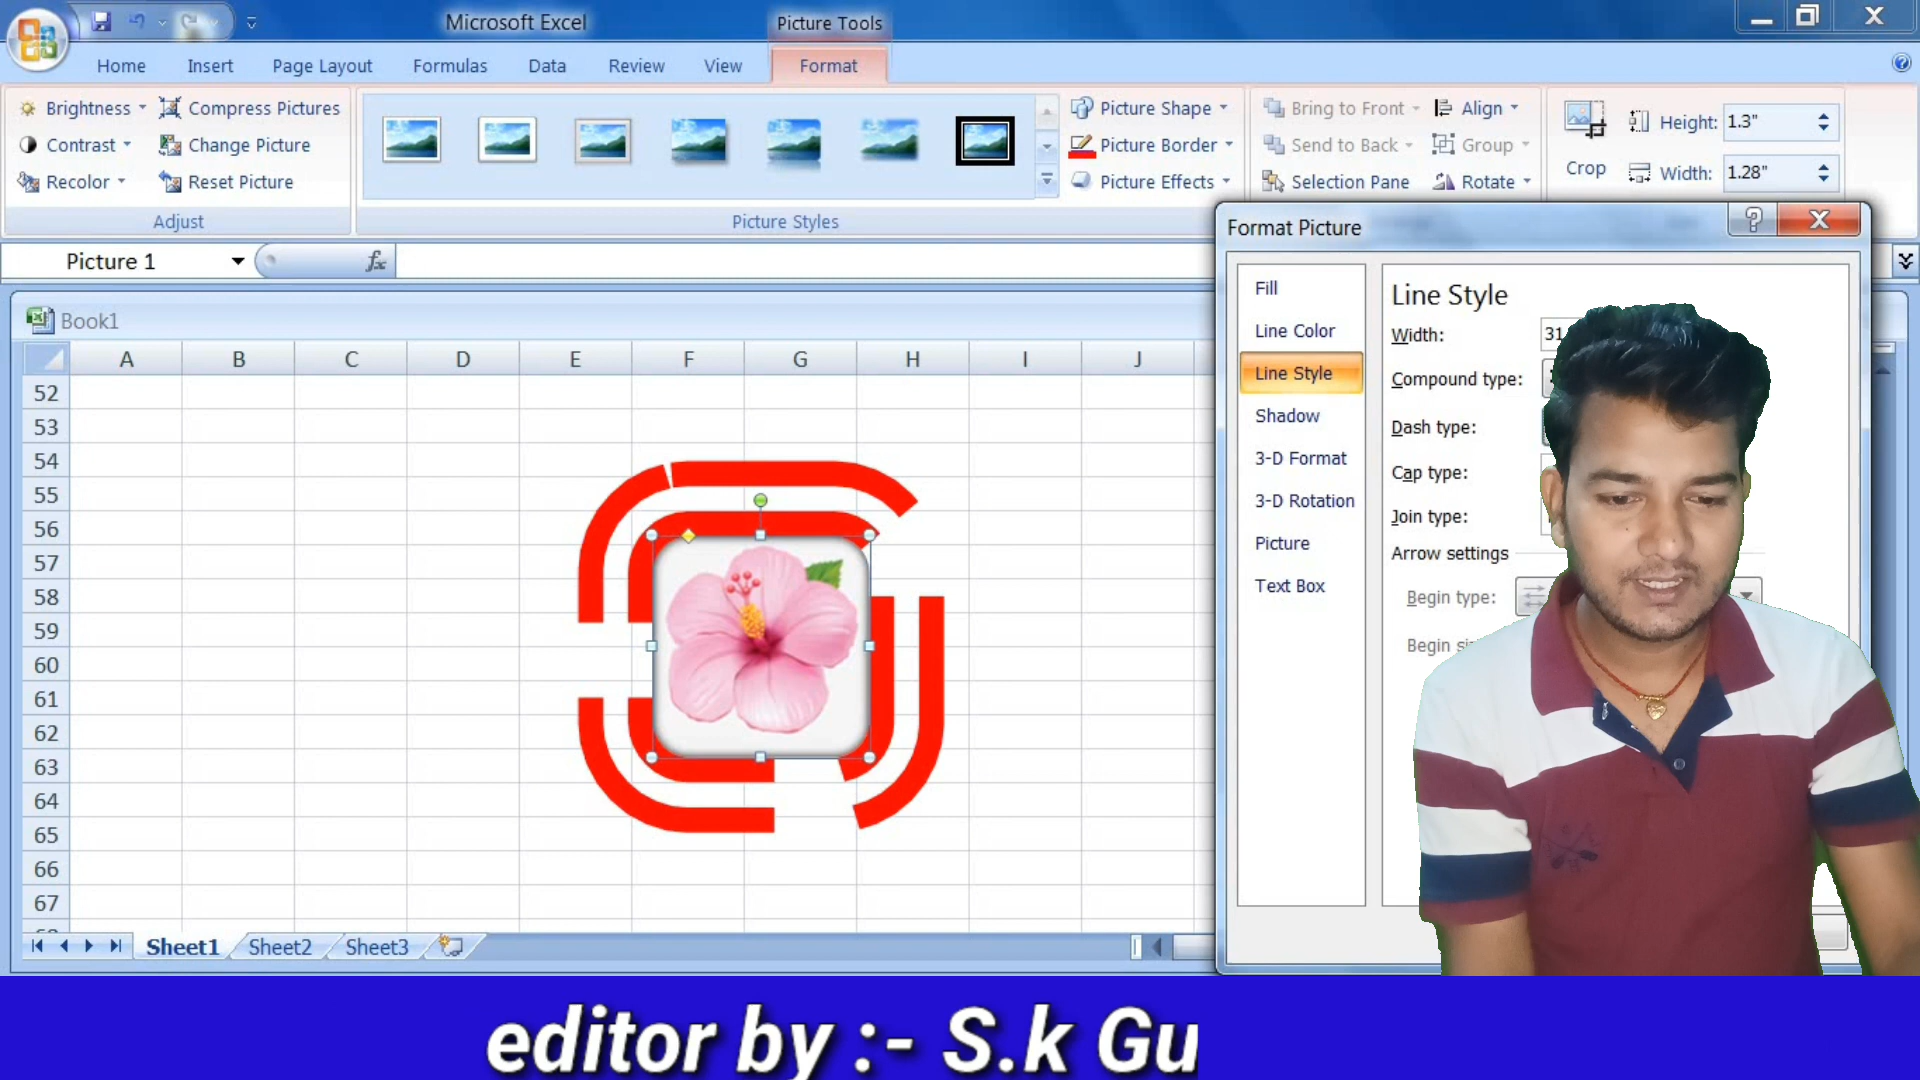 Microsoft Excel
Picture Tools
Home Insert Page Layout Formulas Data Review View Format
Brightness Compress Pictures
Contrast Change Picture
Recolor Reset Picture
Adjust
Picture Styles
Picture Shape
Picture Border
Picture Effects
Bring to Front Align
Send to Back Group
Selection Pane Rotate
Crop
Height: 1.3"
Width: 1.28"
Picture 1
fx
Book1
A B C D E F G H I J
52
53
54
55
56
57
58
59
60
61
62
63
64
65
66
67
Sheet1 Sheet2 Sheet3
Format Picture
Fill
Line Color
Line Style
Shadow
3-D Format
3-D Rotation
Picture
Text Box
Line Style
Width: 31
Compound type:
Dash type:
Cap type:
Join type:
Arrow settings
Begin type:
Begin
editor by :- S.k Gu